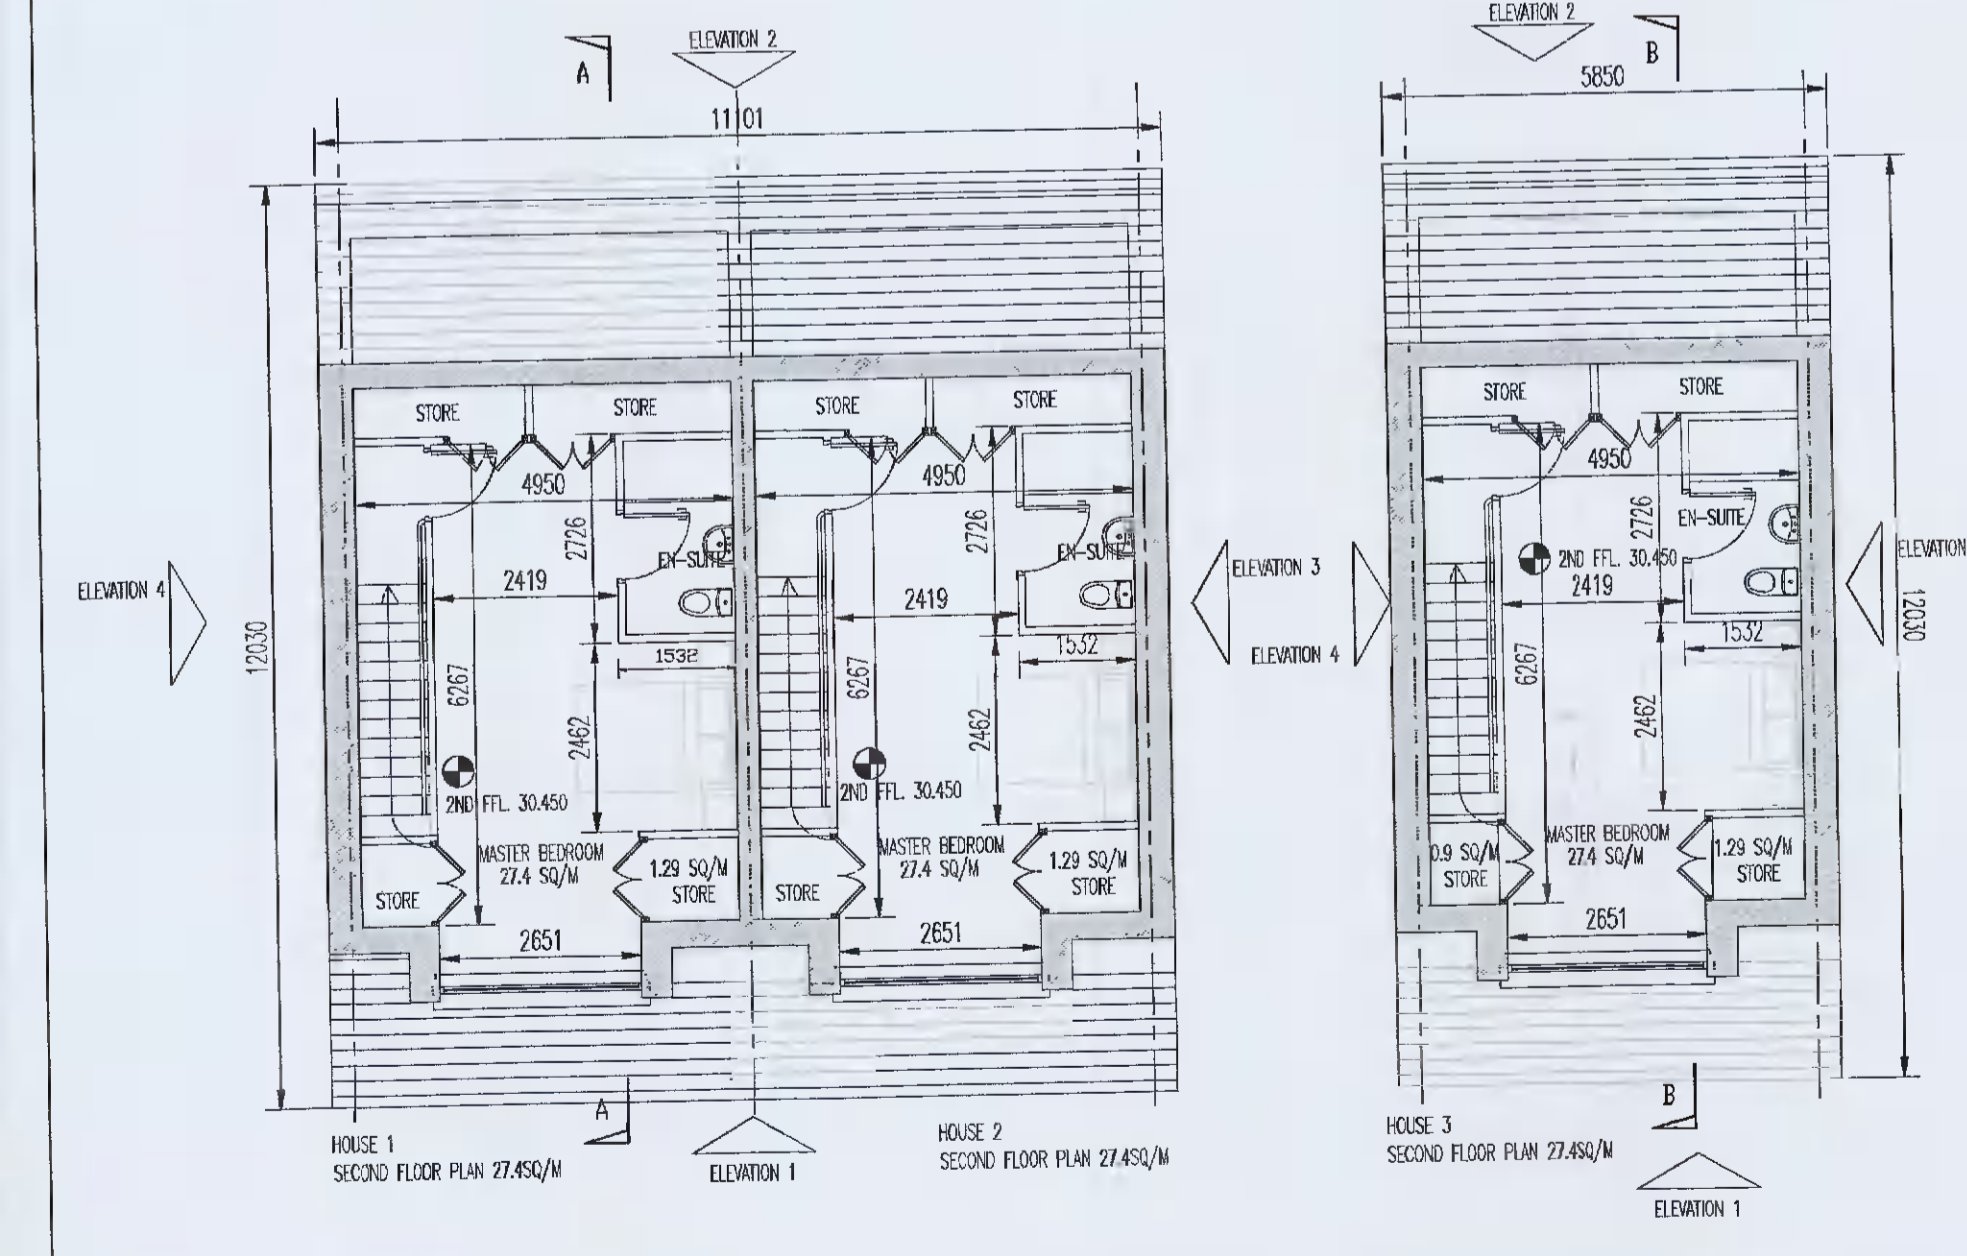 ELEVATION 2
A
11101
ELEVATION 2
B
5850
STORE
STORE
STORE
STORE
STORE
STORE
4950
4950
4950
2726
2726
2726
EN-SUITE
EN-SUITE
EN-SUITE
2ND FFL. 30.450
2419
2419
2419
ELEVATION 4
ELEVATION 3
ELEVATION 4
ELEVATION
12030
12030
1532
1532
1532
6267
6267
6267
2462
2462
2462
2ND FFL. 30.450
2ND FFL. 30.450
MASTER BEDROOM
27.4 SQ/M
MASTER BEDROOM
27.4 SQ/M
MASTER BEDROOM
27.4 SQ/M
STORE
1.29 SQ/M
STORE
STORE
1.29 SQ/M
STORE
0.9 SQ/M
STORE
1.29 SQ/M
STORE
2651
2651
2651
A
B
HOUSE 1
SECOND FLOOR PLAN 27.4SQ/M
ELEVATION 1
HOUSE 2
SECOND FLOOR PLAN 27.4SQ/M
HOUSE 3
SECOND FLOOR PLAN 27.4SQ/M
ELEVATION 1